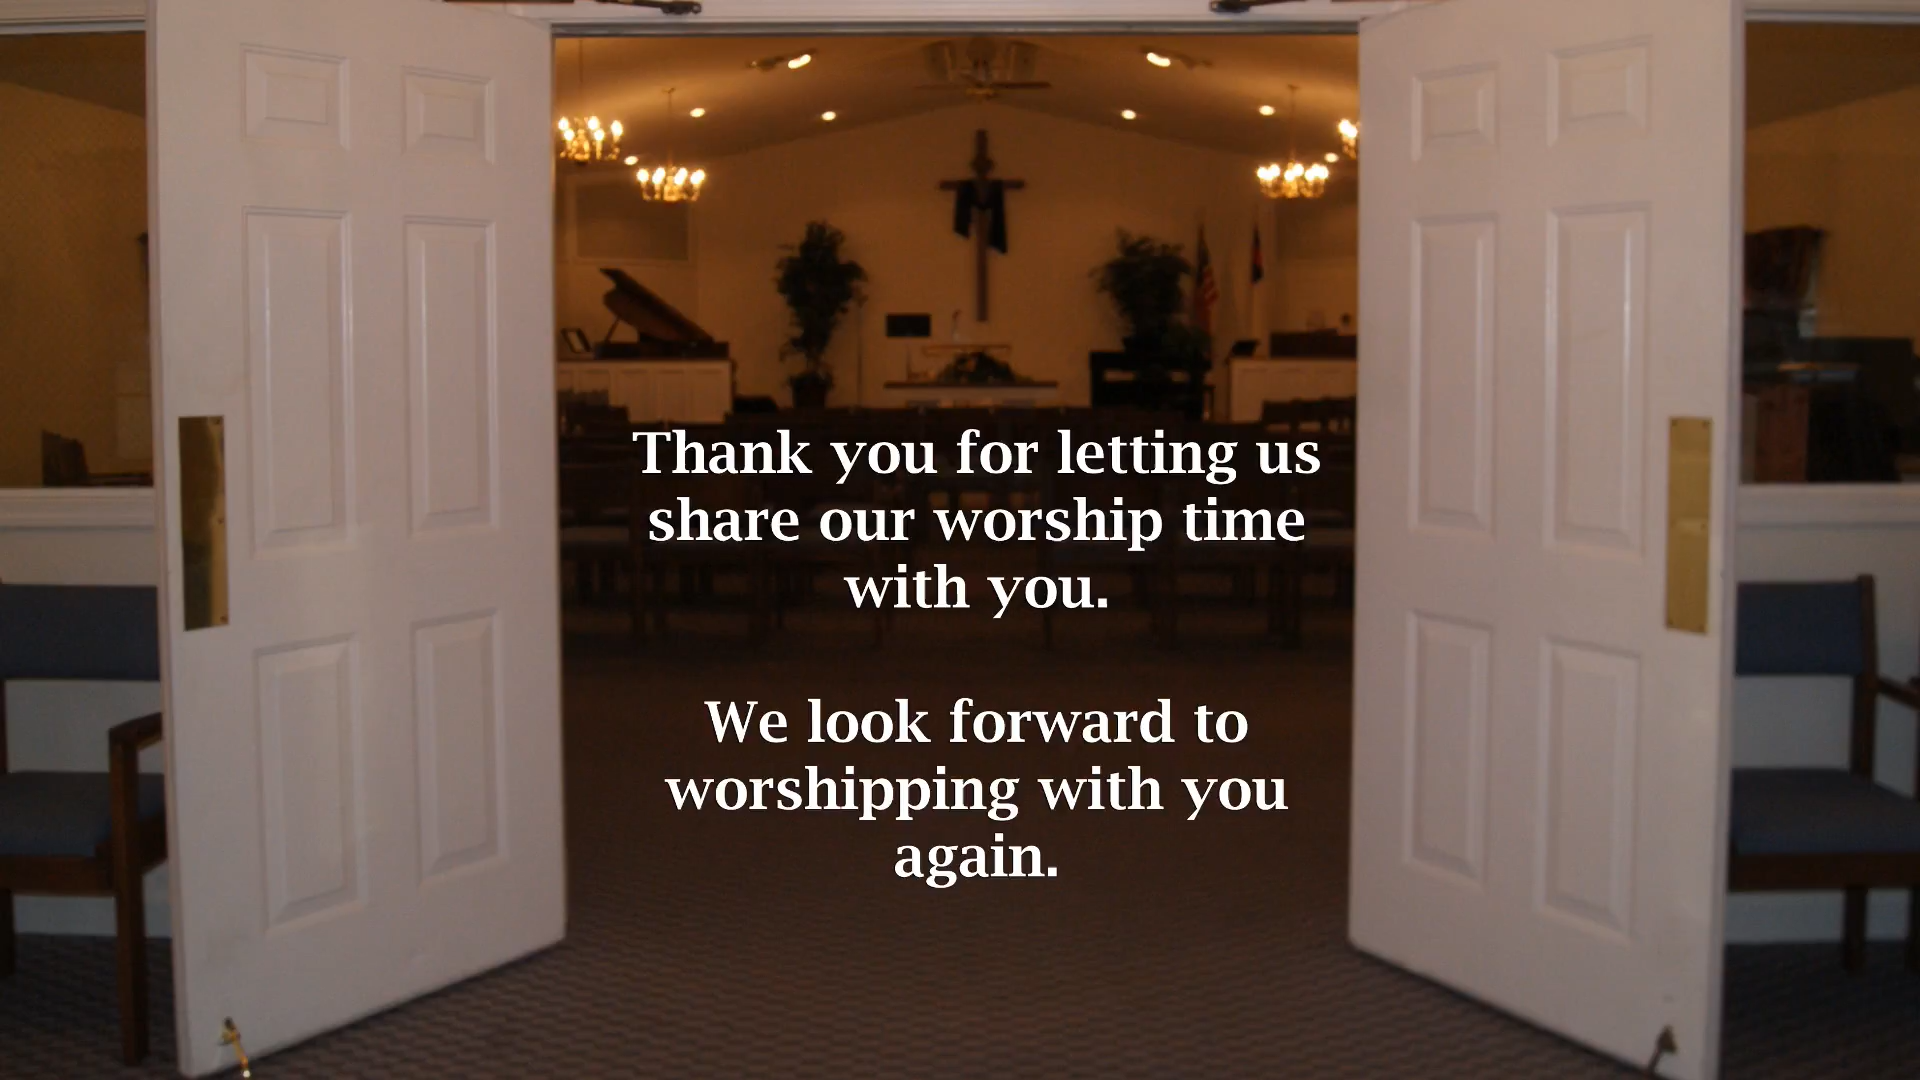 Thank you for letting us
share our worship time
with you.
We look forward to
worshipping with you
again.